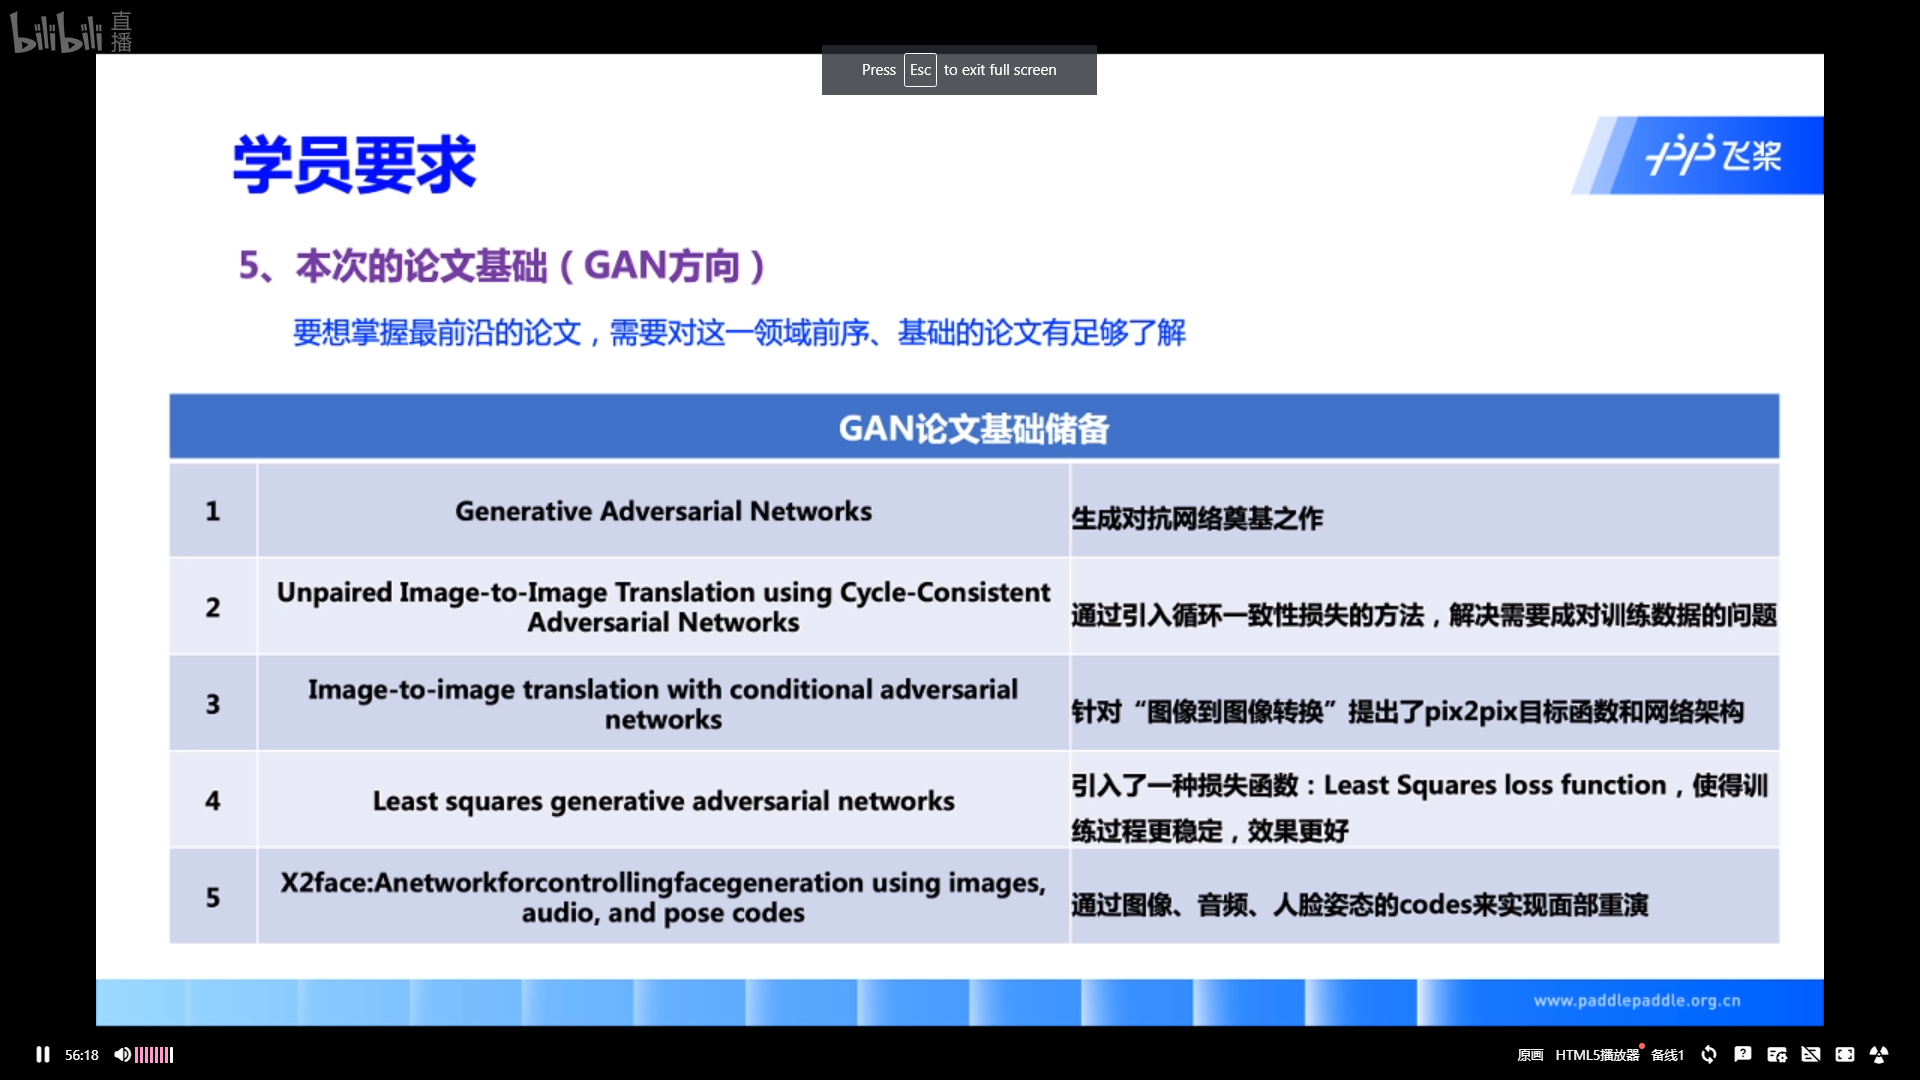 bilibili 直播
Press Esc to exit full screen
学员要求
飞桨
5、本次的论文基础（GAN方向）
要想掌握最前沿的论文，需要对这一领域前序、基础的论文有足够了解
GAN论文基础储备
1
Generative Adversarial Networks
生成对抗网络奠基之作
2
Unpaired Image-to-Image Translation using Cycle-Consistent
Adversarial Networks
通过引入循环一致性损失的方法，解决需要成对训练数据的问题
3
Image-to-image translation with conditional adversarial
networks
针对“图像到图像转换”提出了pix2pix目标函数和网络架构
4
Least squares generative adversarial networks
引入了一种损失函数：Least Squares loss function，使得训
练过程更稳定，效果更好
5
X2face:Anetworkforcontrollingfacegeneration using images,
audio, and pose codes
通过图像、音频、人脸姿态的codes来实现面部重演
www.paddlepaddle.org.cn
56:18
原画 HTML5播放器 备线1